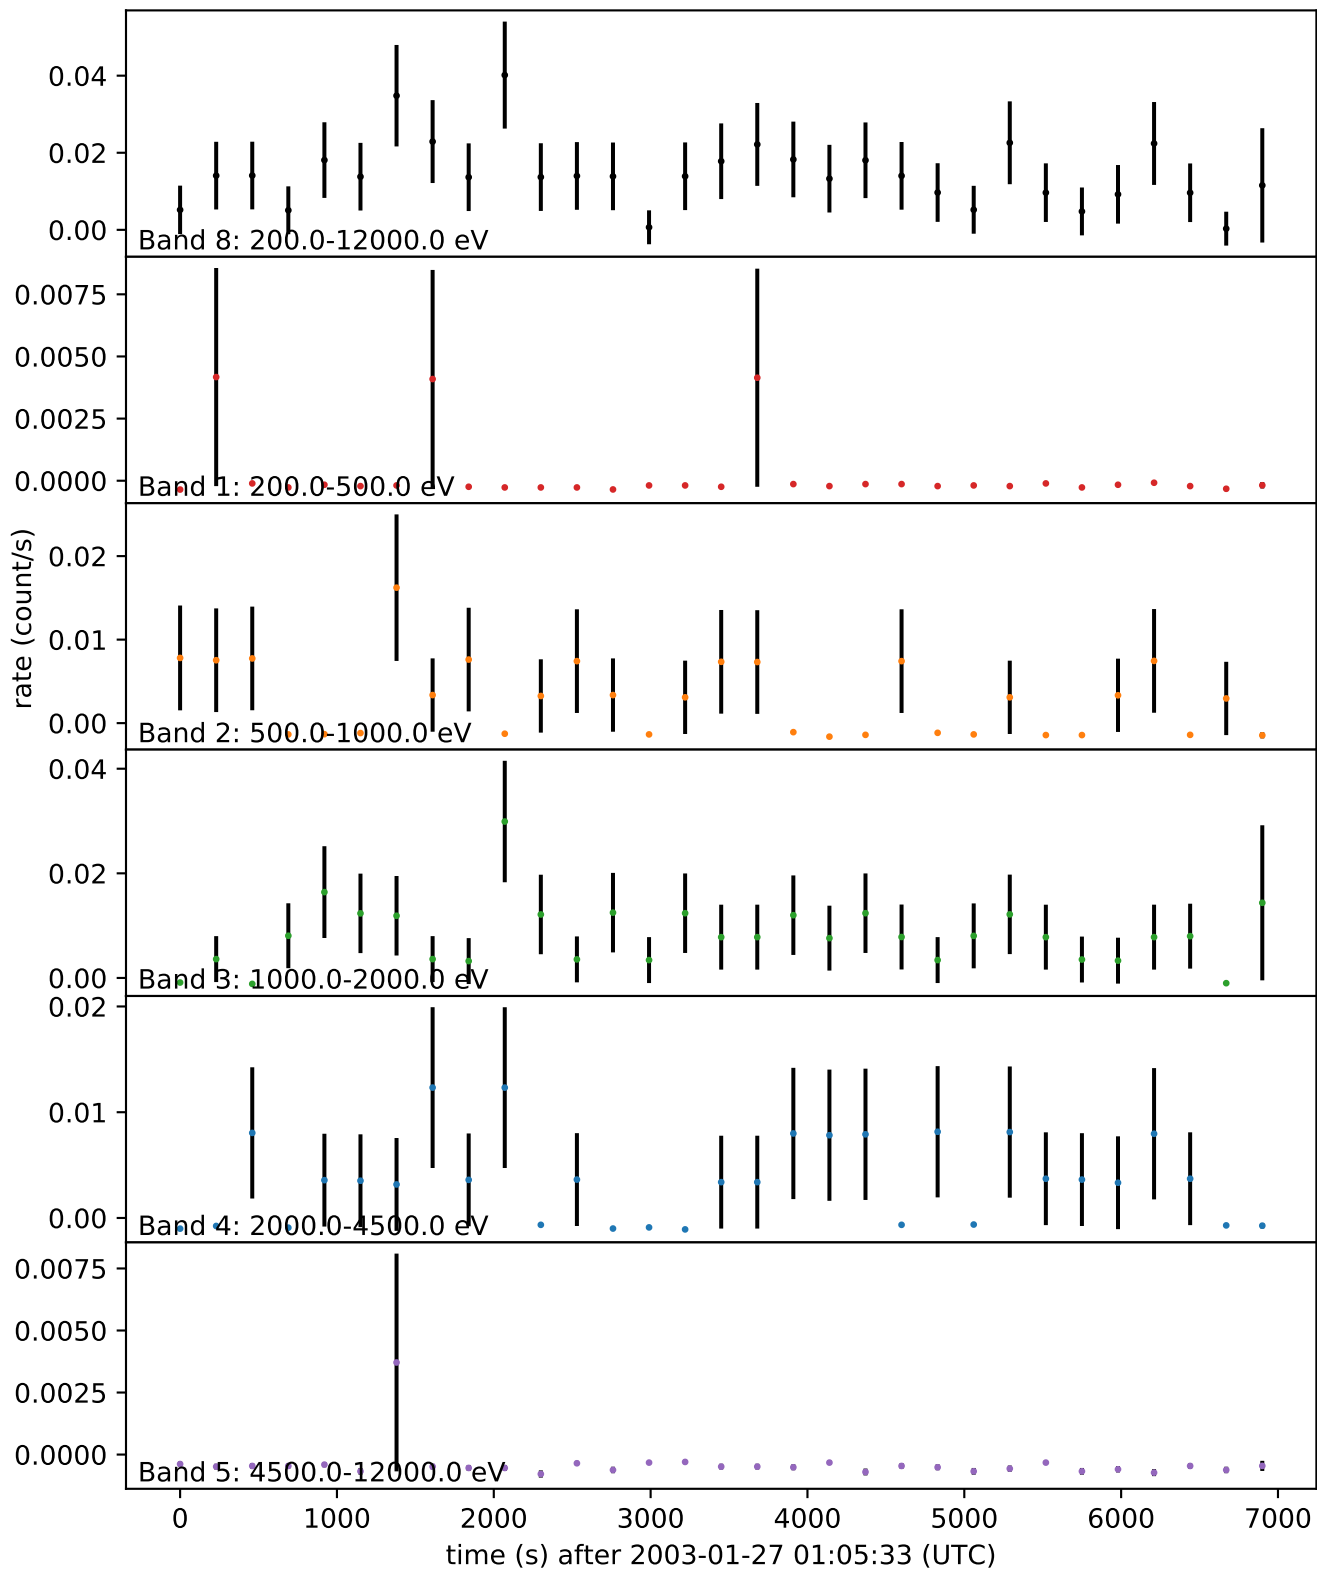 0.04
0.02
0.00
Band 8: 200.0-12000.0 eV
0.0075
0.0050
0.0025
0.0000
Band 1: 200.0-500.0 eV
rate (count/s)
0.02
0.01
0.00
Band 2: 500.0-1000.0 eV
0.04
0.02
0.00
Band 3: 1000.0-2000.0 eV
0.02
0.01
0.00
Band 4: 2000.0-4500.0 eV
0.0075
0.0050
0.0025
0.0000
Band 5: 4500.0-12000.0 eV
0 1000 2000 3000 4000 5000 6000 7000
time (s) after 2003-01-27 01:05:33 (UTC)